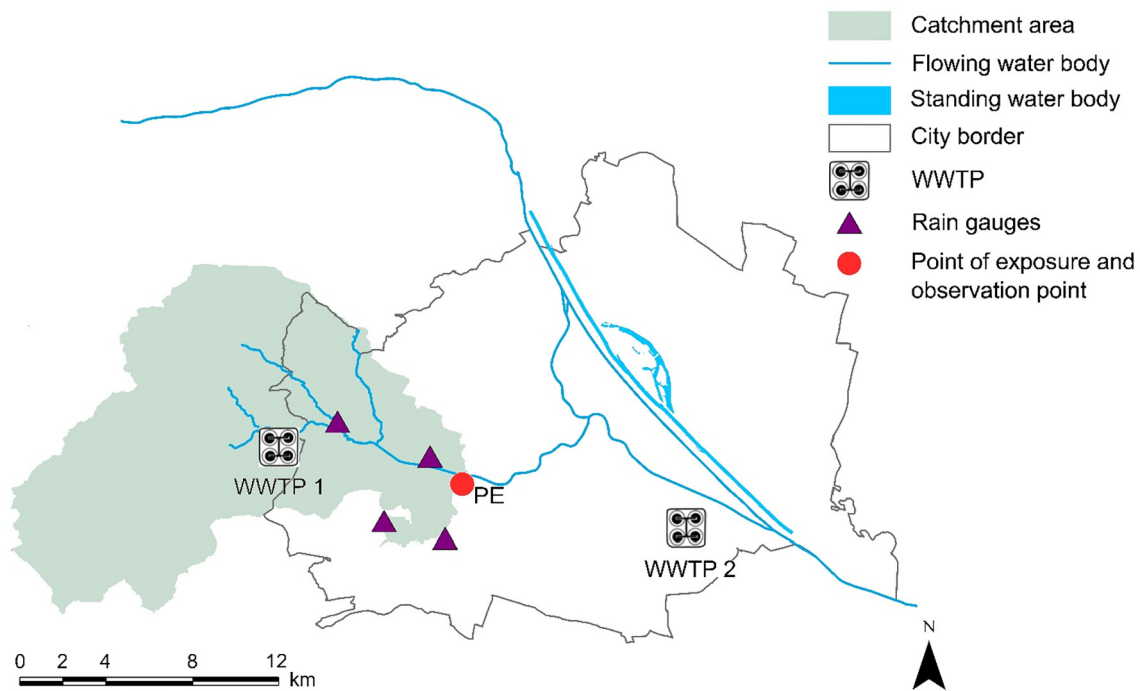 Catchment area
Flowing water body
Standing water body
City border
WWTP
Rain gauges
Point of exposure and
observation point
WWTP 1
PE
WWTP 2
N
0 2 4 8 12
km